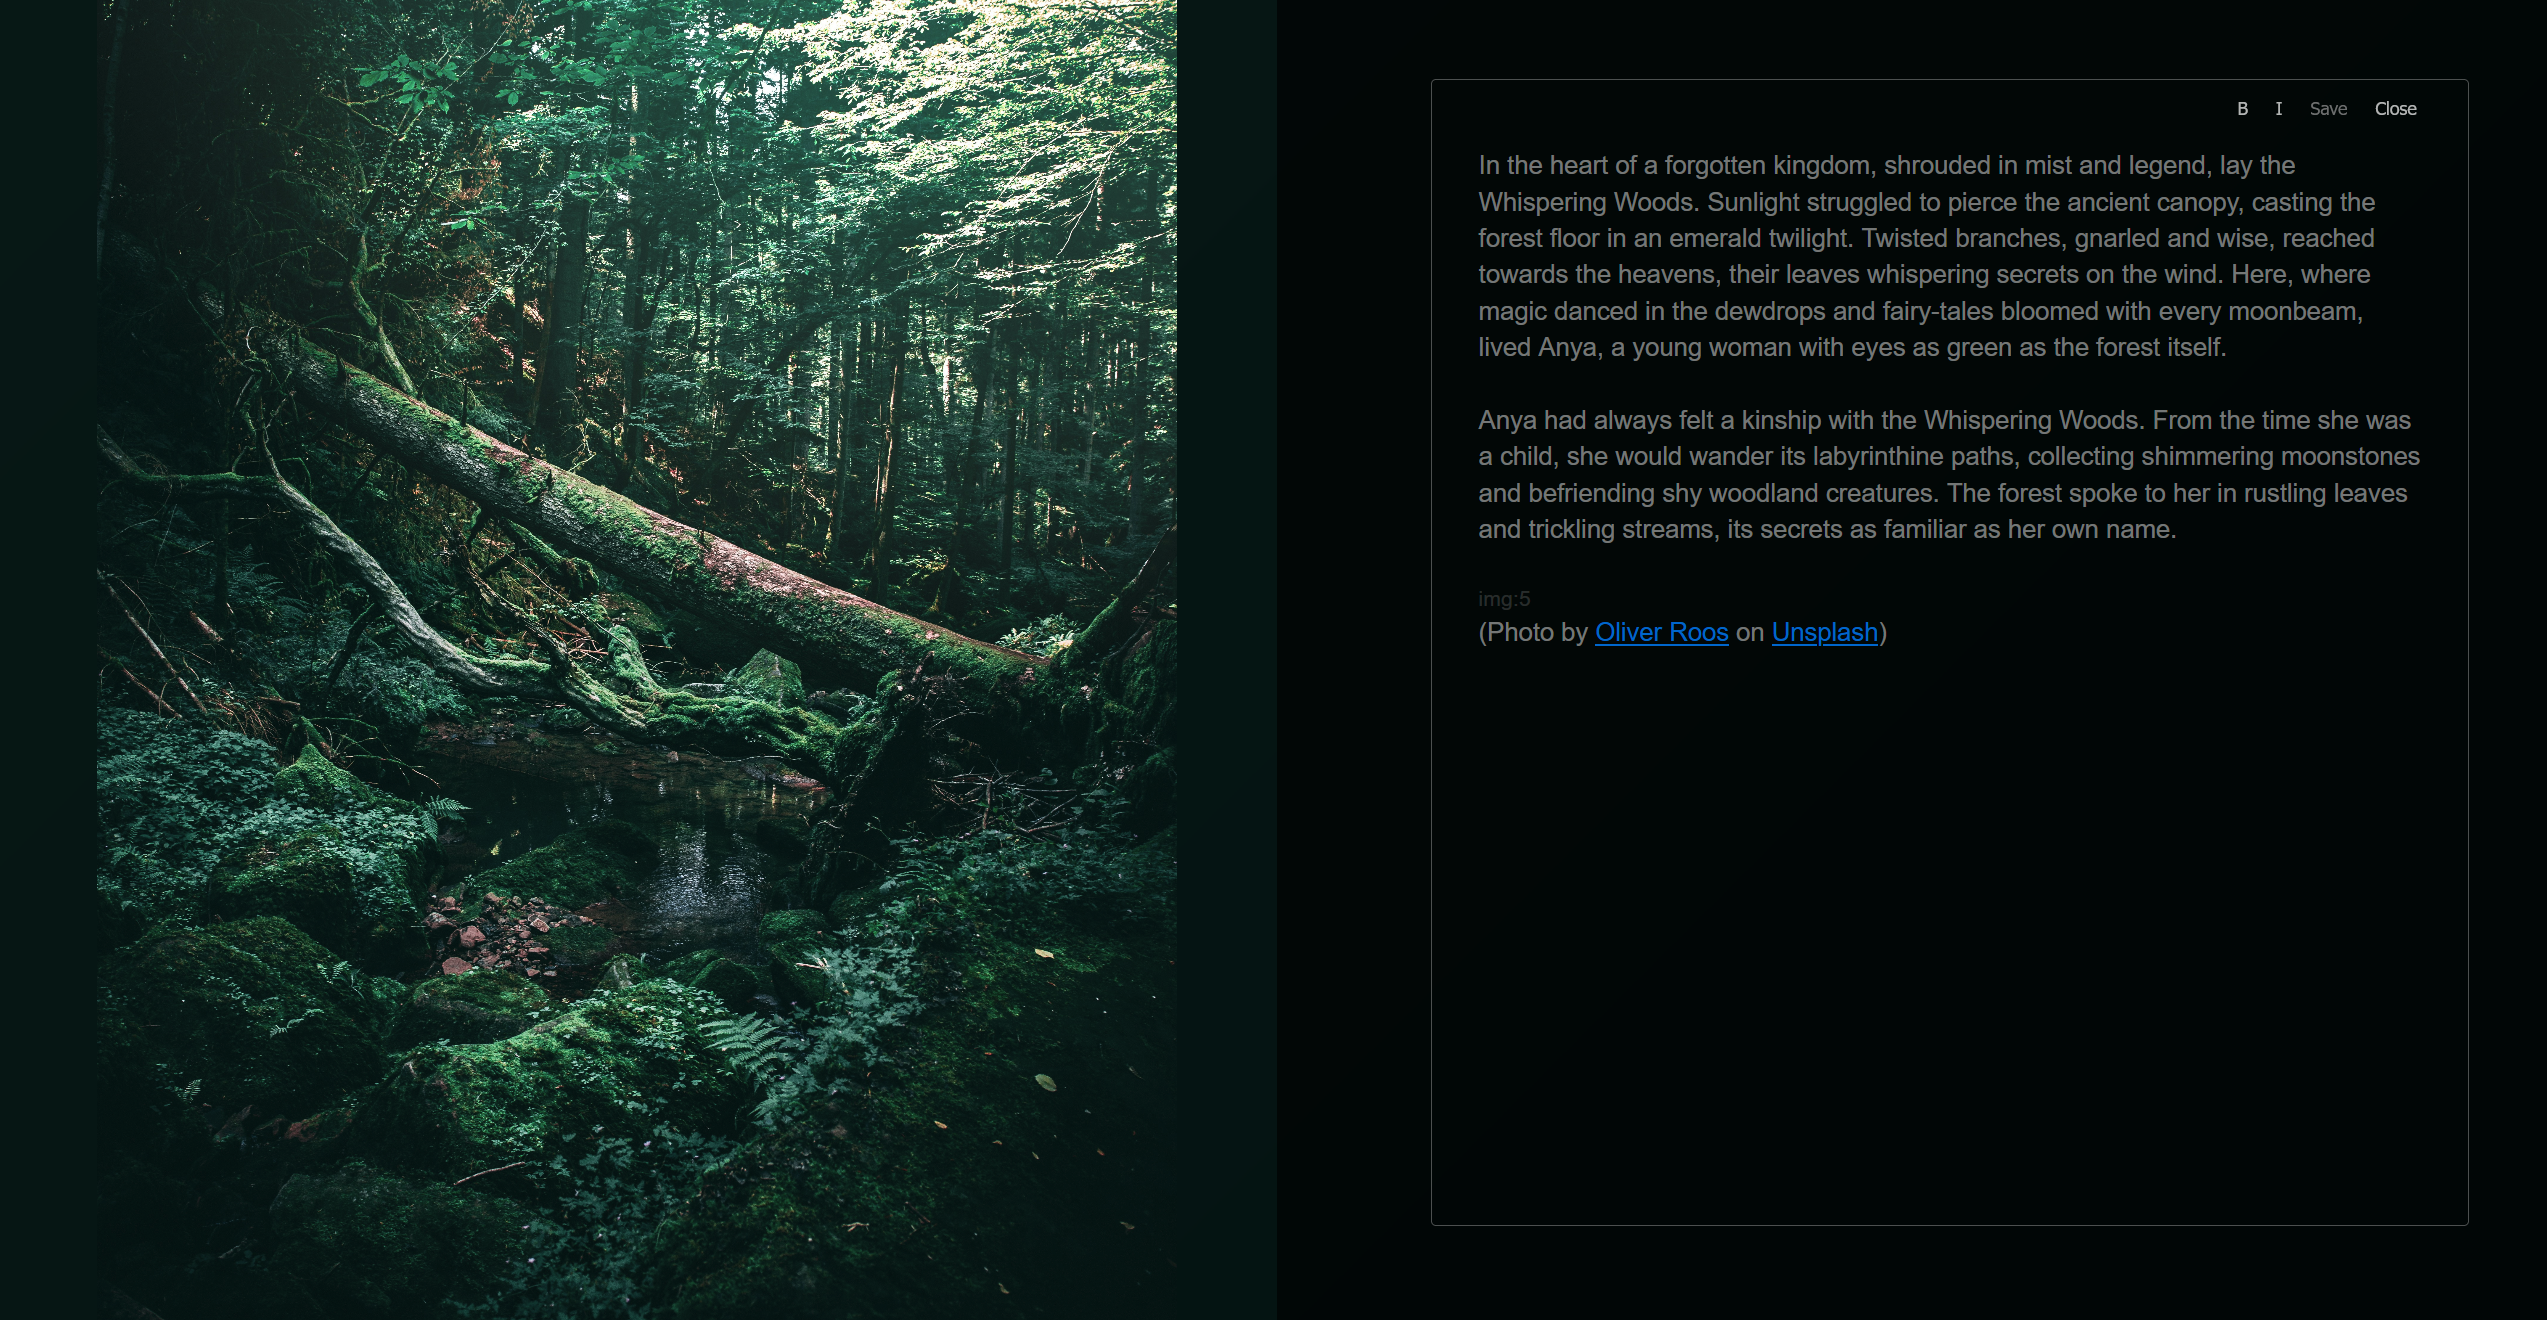 B I Save Close
In the heart of a forgotten kingdom, shrouded in mist and legend, lay the
Whispering Woods. Sunlight struggled to pierce the ancient canopy, casting the
forest floor in an emerald twilight. Twisted branches, gnarled and wise, reached
towards the heavens, their leaves whispering secrets on the wind. Here, where
magic danced in the dewdrops and fairy-tales bloomed with every moonbeam,
lived Anya, a young woman with eyes as green as the forest itself.
Anya had always felt a kinship with the Whispering Woods. From the time she was
a child, she would wander its labyrinthine paths, collecting shimmering moonstones
and befriending shy woodland creatures. The forest spoke to her in rustling leaves
and trickling streams, its secrets as familiar as her own name.
img:5
(Photo by Oliver Roos on Unsplash)